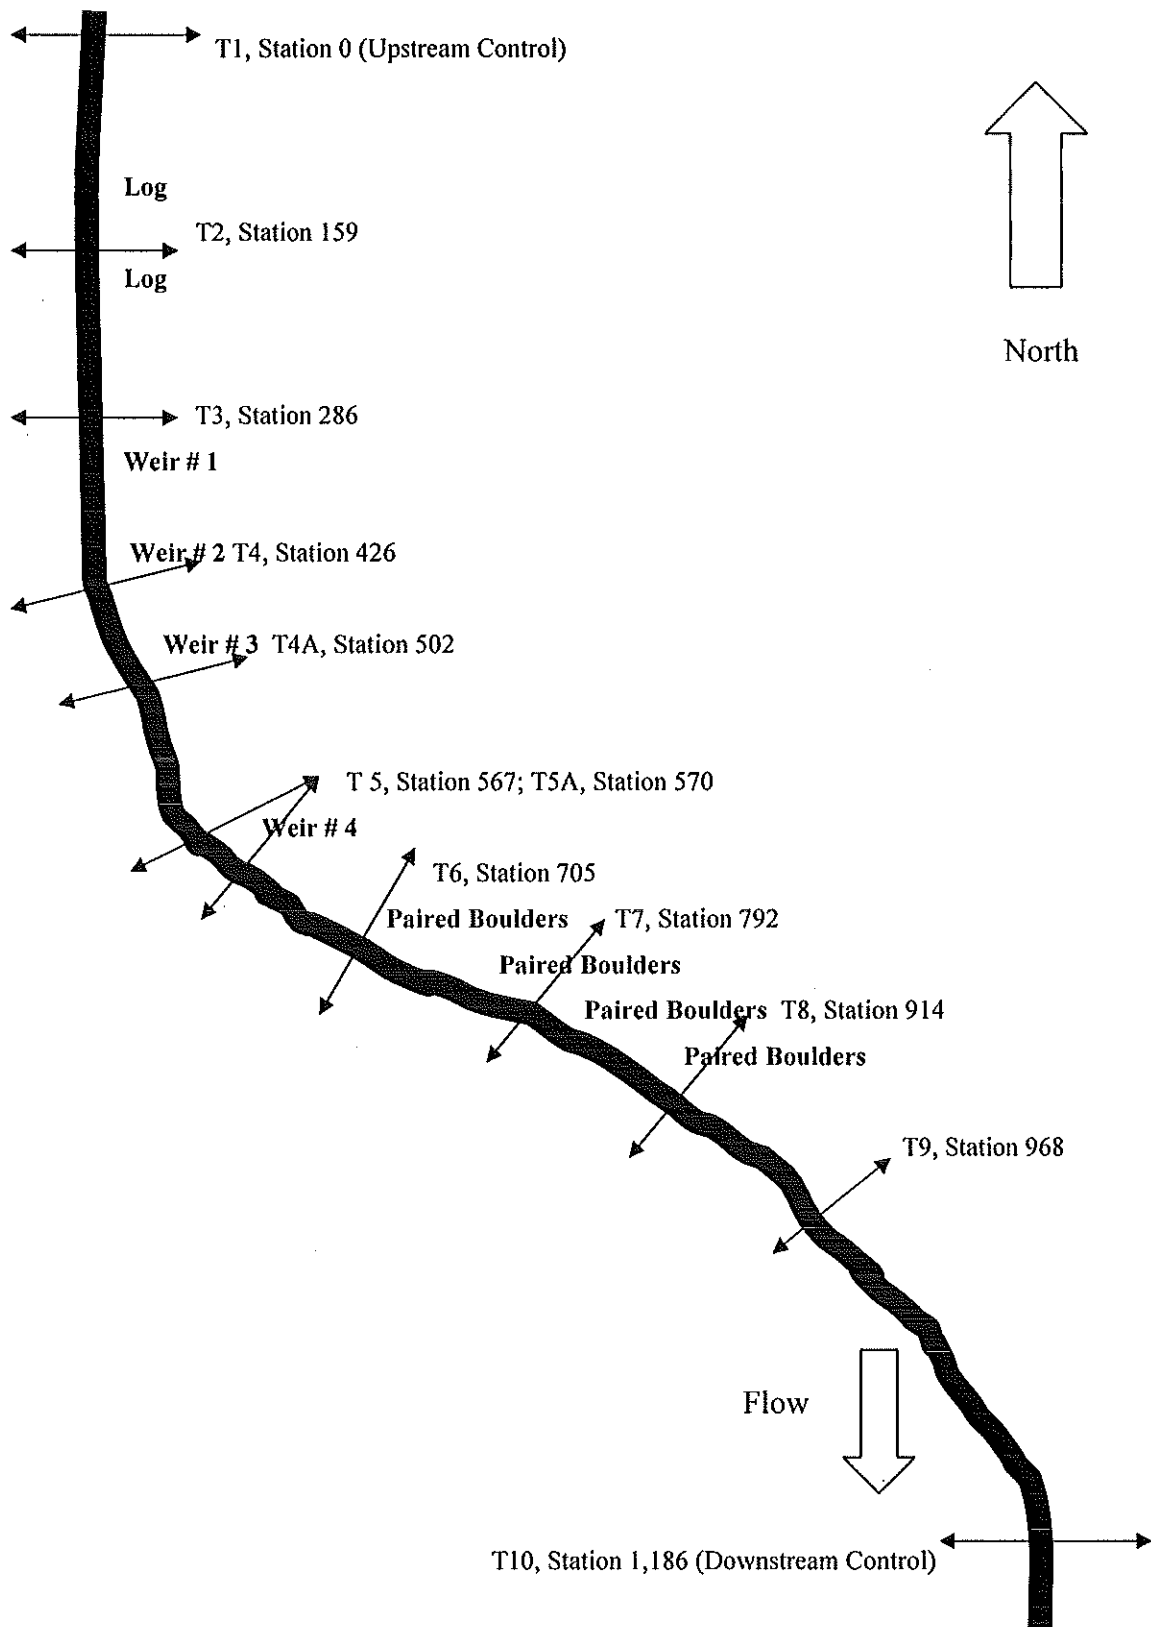 T1, Station 0 (Upstream Control)
Log
T2, Station 159
Log
North
T3, Station 286
Weir # 1
Weir # 2 T4, Station 426
Weir # 3 T4A, Station 502
T 5, Station 567; T5A, Station 570
Weir # 4
T6, Station 705
Paired Boulders
T7, Station 792
Paired Boulders
Paired Boulders T8, Station 914
Paired Boulders
T9, Station 968
Flow
T10, Station 1,186 (Downstream Control)